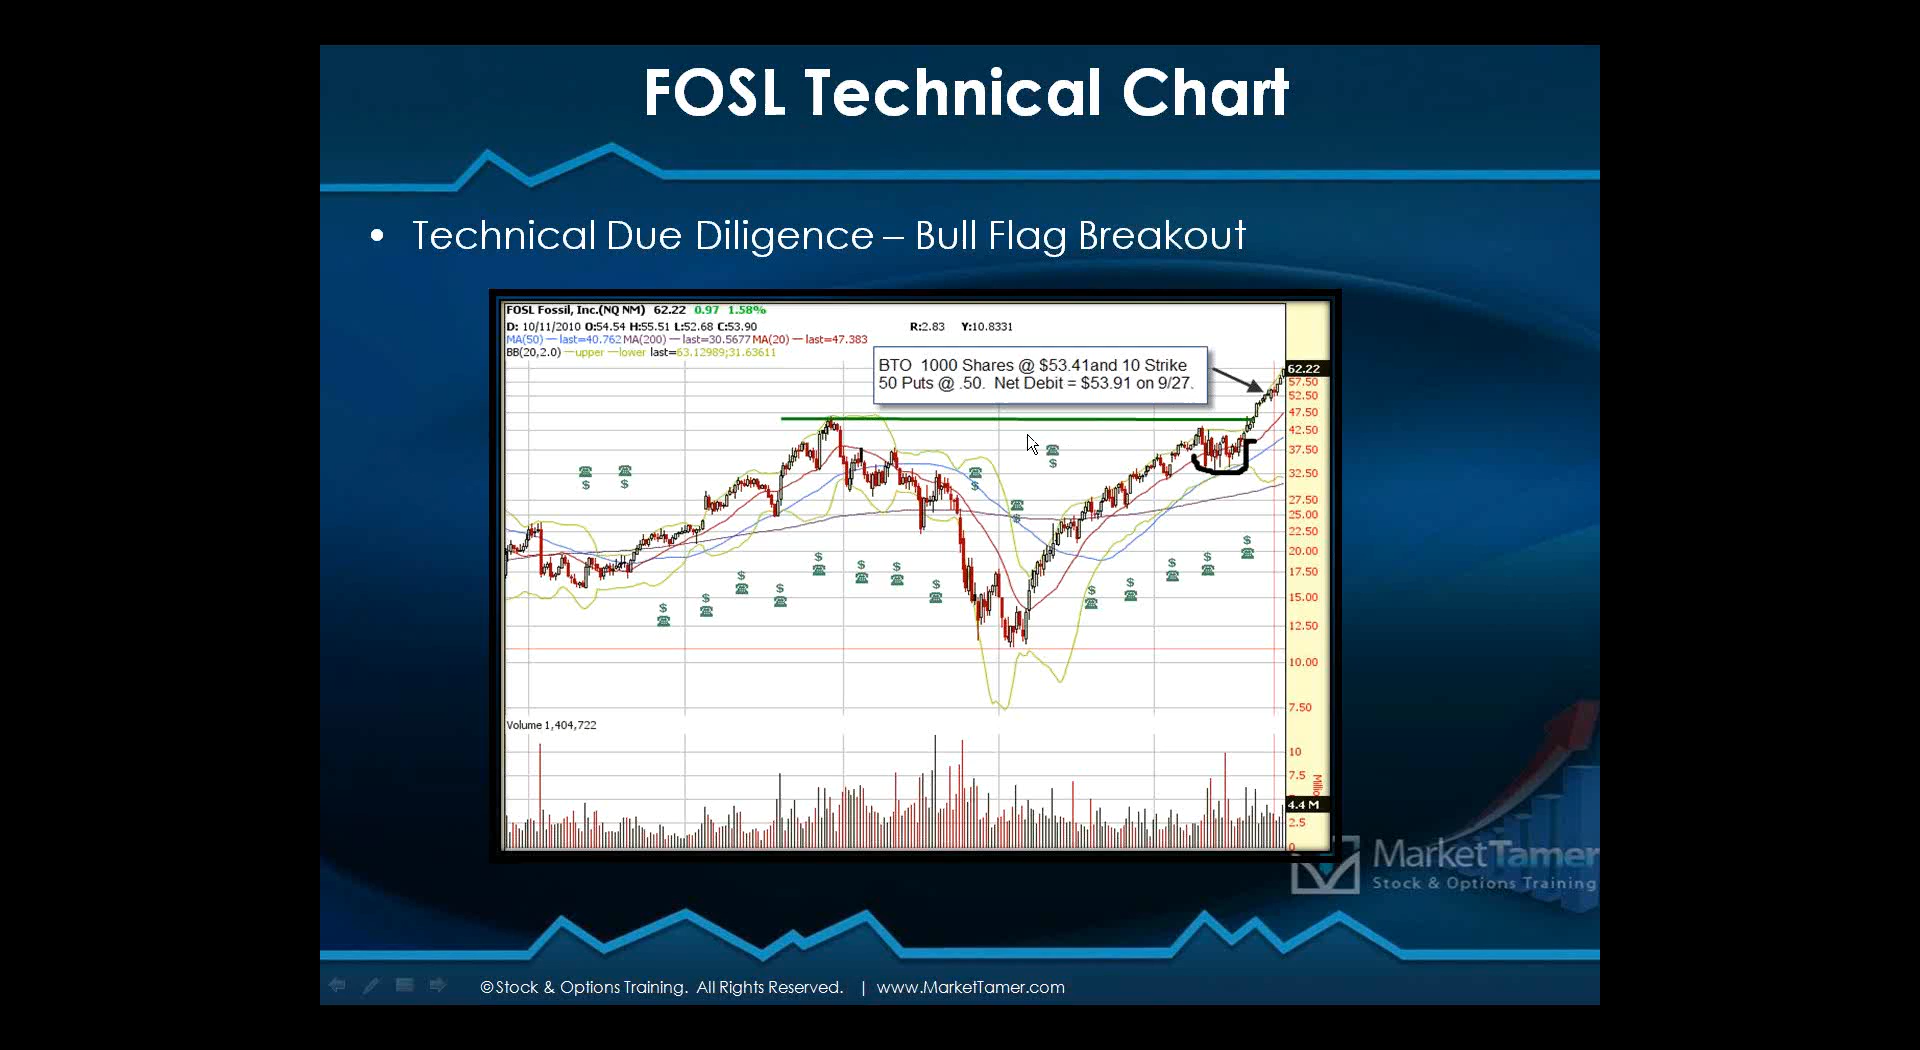 FOSL Technical Chart
• Technical Due Diligence – Bull Flag Breakout
FOSL Fossil, Inc.(NQ NM) 62.22 0.97 1.58%
D: 10/11/2010 O:54.54 H:55.51 L:52.68 C:53.90 R:2.83 Y:10.8331
MA(50) — last=40.762 MA(200) — last=30.5677 MA(20) — last=47.383
BB(20,2.0) —upper —lower last=63.12989;31.63611
BTO 1000 Shares @ $53.41and 10 Strike
50 Puts @ .50. Net Debit = $53.91 on 9/27.
62.22
57.50
52.50
47.50
42.50
37.50
32.50
27.50
25.00
22.50
20.00
17.50
15.00
12.50
10.00
7.50
Volume 1,404,722
10
7.5
4.4 M
2.5
0
MarketTamer
Stock & Options Training
©Stock & Options Training. All Rights Reserved. | www.MarketTamer.com